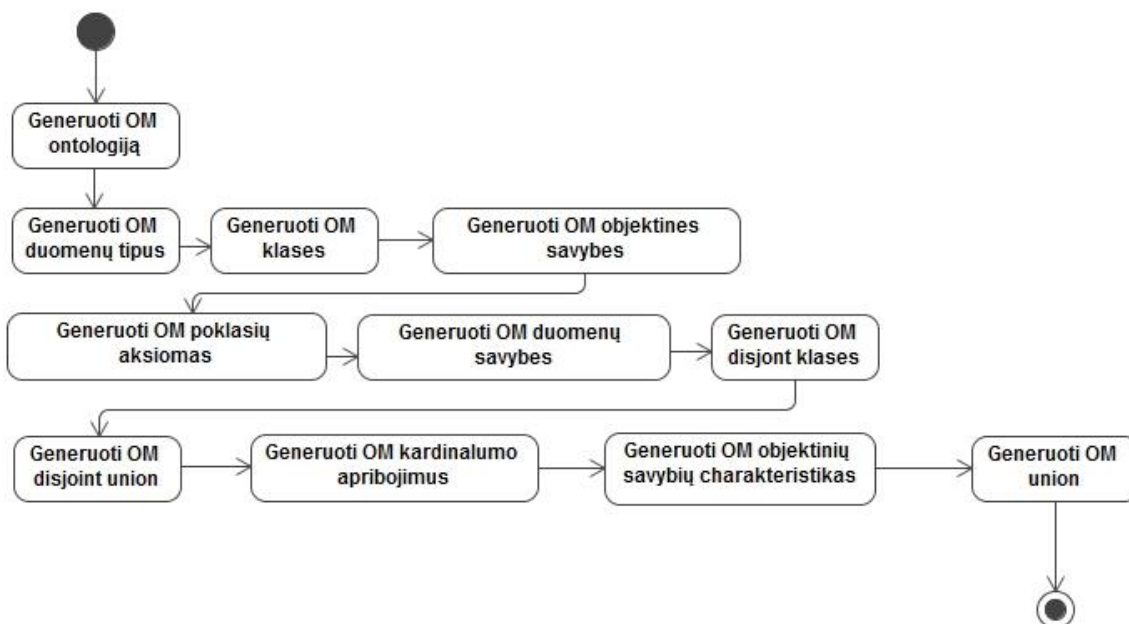 Generuoti OM
ontologiją
Generuoti OM
duomenų tipus
Generuoti OM
klases
Generuoti OM objektines
savybes
Generuoti OM poklasių
aksiomas
Generuoti OM duomenų
savybes
Generuoti OM
disjont klases
Generuoti OM
disjoint union
Generuoti OM kardinalumo
apribojimus
Generuoti OM objektinių
savybių charakteristikas
Generuoti OM
union